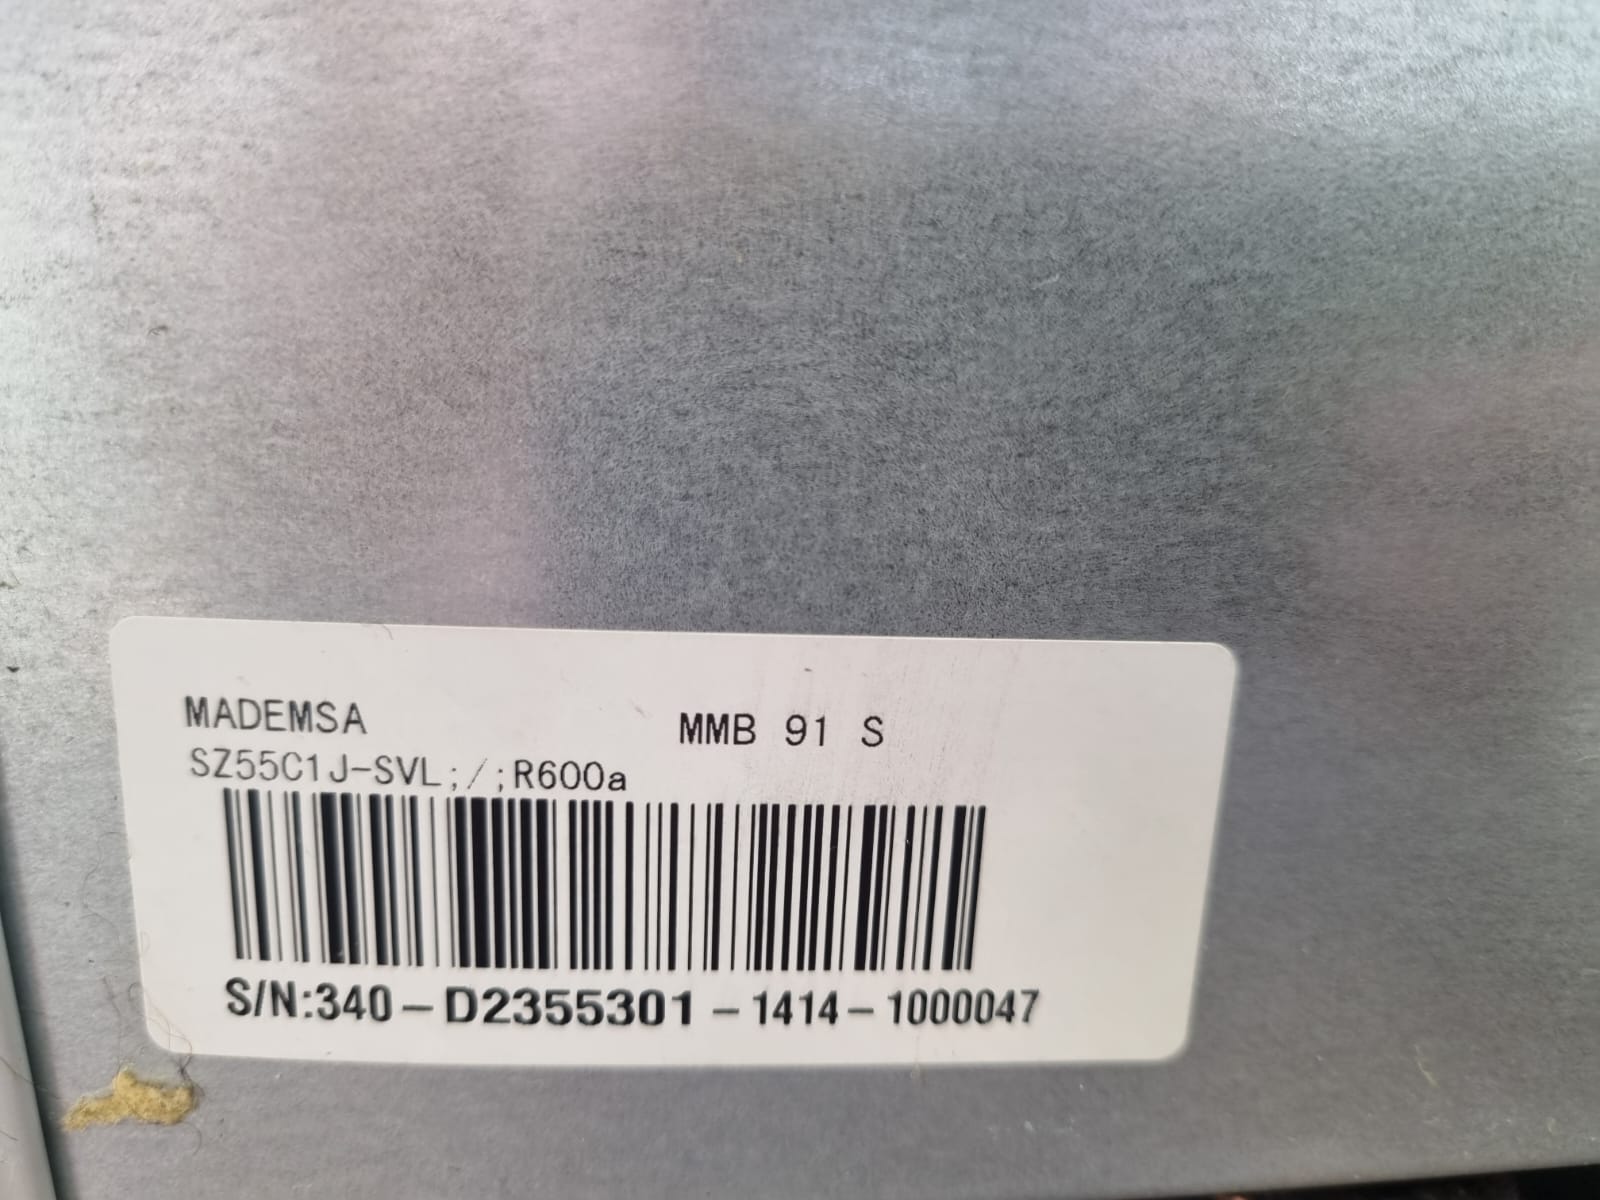 MADEMSA MMB 91 S
SZ55C1J-SVL;/;R600a
S/N:340-D2355301-1414-1000047